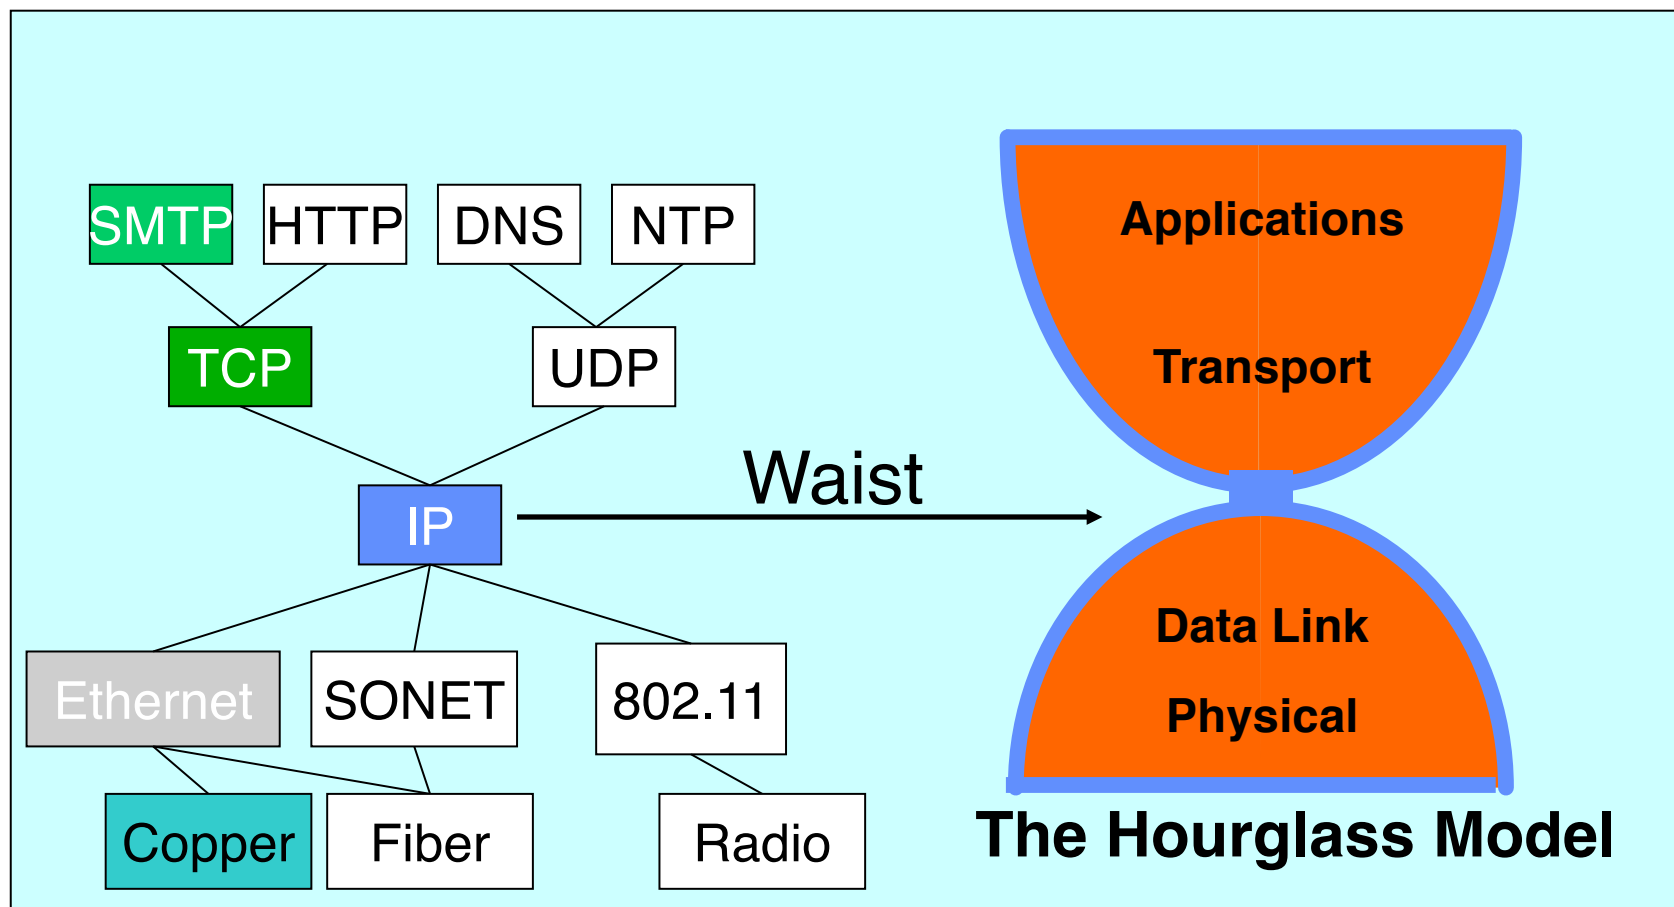 SMTP HTTP DNS NTP
TCP UDP
Waist
IP
Ethernet SONET 802.11
Copper Fiber Radio
Applications
Transport
Data Link
Physical
The Hourglass Model